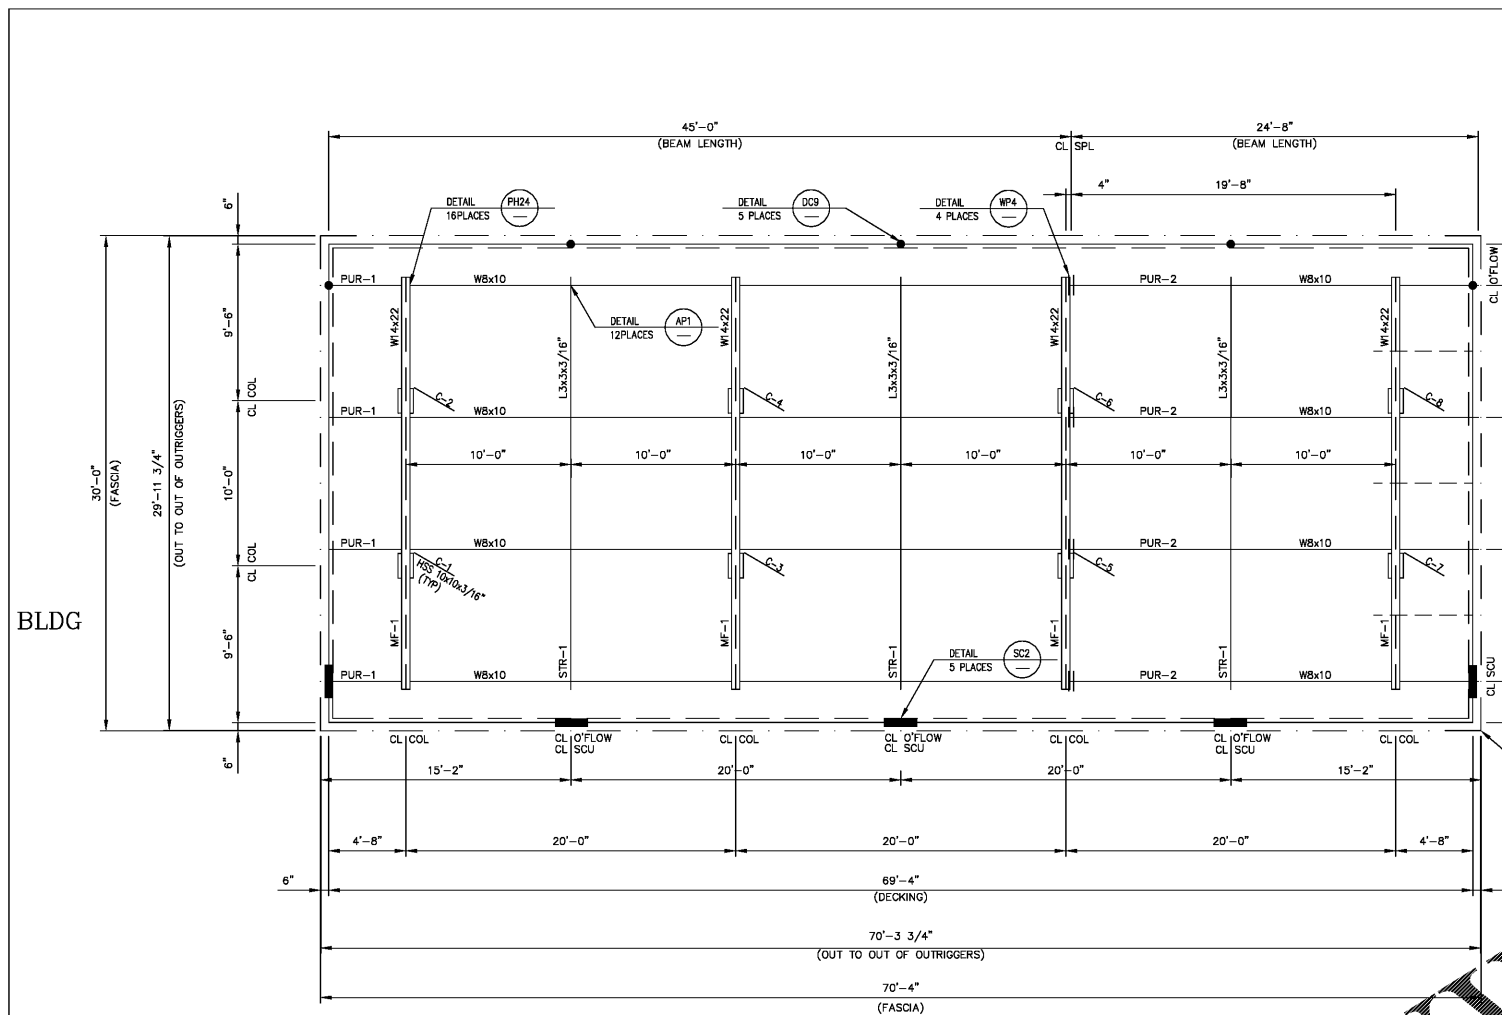 45'-0"
(BEAM LENGTH)
24'-8"
(BEAM LENGTH)
CL SPL
4"
19'-8"
DETAIL
16PLACES
PH24
DETAIL
5 PLACES
DC9
DETAIL
4 PLACES
WP4
6"
PUR-1
W8x10
PUR-2
W8x10
CL O'FLOW
DETAIL
12PLACES
AP1
W14x22
W14x22
W14x22
W14x22
9'-6"
L3x3x3/16"
L3x3x3/16"
L3x3x3/16"
CL COL
C-2
C-4
C-6
C-8
PUR-1
W8x10
PUR-2
W8x10
30'-0"
(FASCIA)
29'-11 3/4"
(OUT TO OUT OF OUTRIGGERS)
10'-0"
10'-0"
10'-0"
10'-0"
10'-0"
10'-0"
10'-0"
PUR-1
W8x10
PUR-2
W8x10
CL COL
C-1
HSS 10x10x3/16"
(TYP)
C-3
C-5
C-7
BLDG
9'-6"
MF-1
MF-1
MF-1
MF-1
STR-1
STR-1
STR-1
DETAIL
5 PLACES
SC2
PUR-1
W8x10
PUR-2
W8x10
CL SCU
6"
CL COL
CL O'FLOW
CL SCU
CL COL
CL O'FLOW
CL SCU
CL COL
CL O'FLOW
CL SCU
CL COL
15'-2"
20'-0"
20'-0"
15'-2"
4'-8"
20'-0"
20'-0"
20'-0"
4'-8"
6"
69'-4"
(DECKING)
70'-3 3/4"
(OUT TO OUT OF OUTRIGGERS)
70'-4"
(FASCIA)